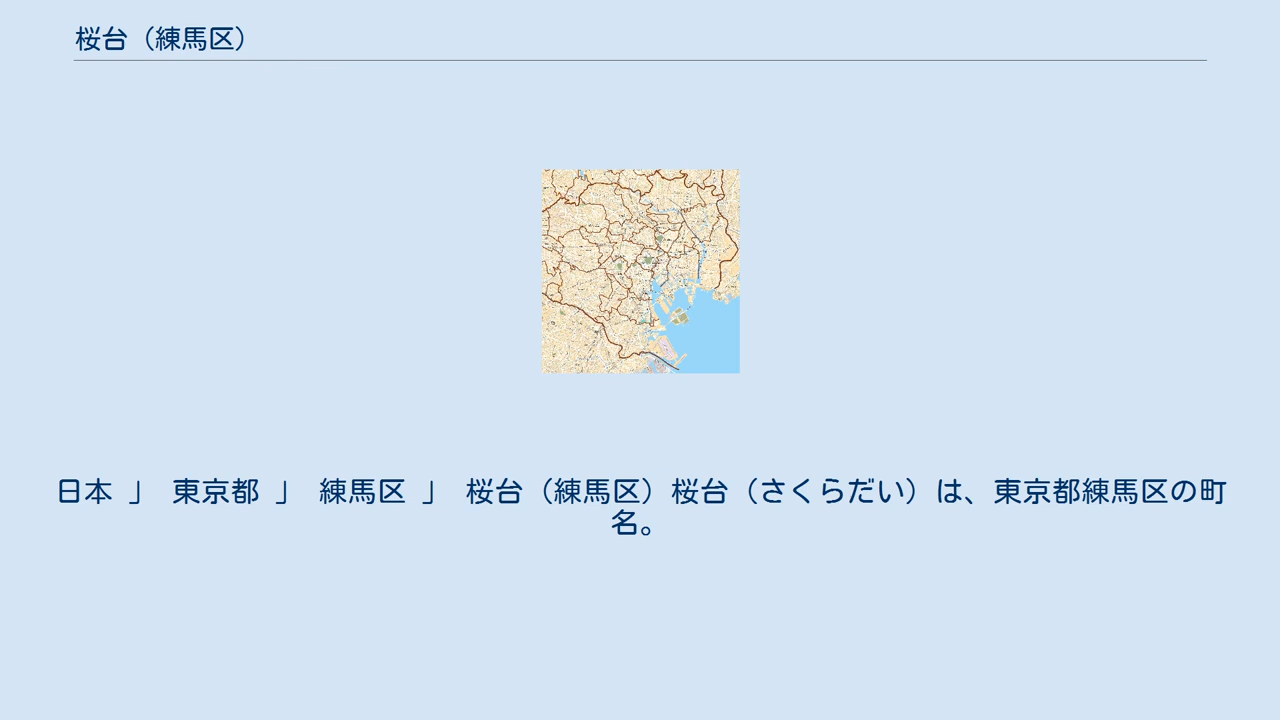 桜台（練馬区）
日本 」 東京都 」 練馬区 」 桜台（練馬区）桜台（さくらだい）は、東京都練馬区の町
名。